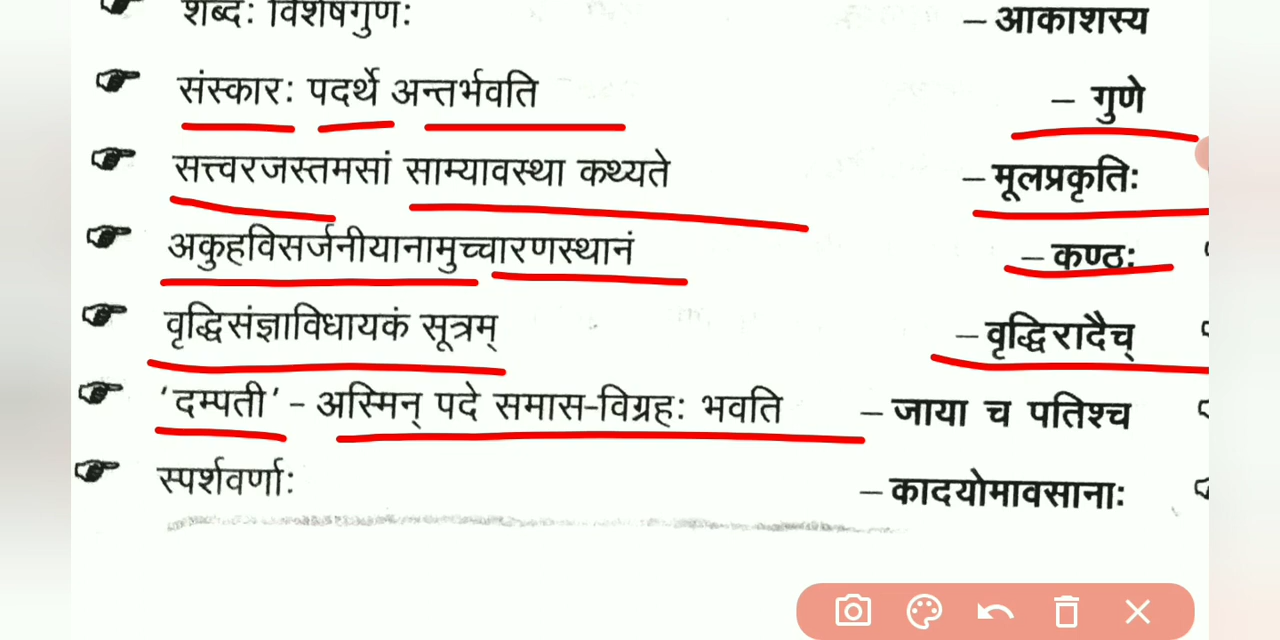 शब्दः विशेषगुणः – आकाशस्य
संस्कारः पदर्थे अन्तर्भवति – गुणे
सत्त्वरजस्तमसां साम्यावस्था कथ्यते – मूलप्रकृतिः
अकुहविसर्जनीयानामुच्चारणस्थानं – कण्ठः
वृद्धिसंज्ञाविधायकं सूत्रम् – वृद्धिरादैच्
‘दम्पती’ – अस्मिन् पदे समास-विग्रहः भवति – जाया च पतिश्च
स्पर्शवर्णाः – कादयोमावसानाः